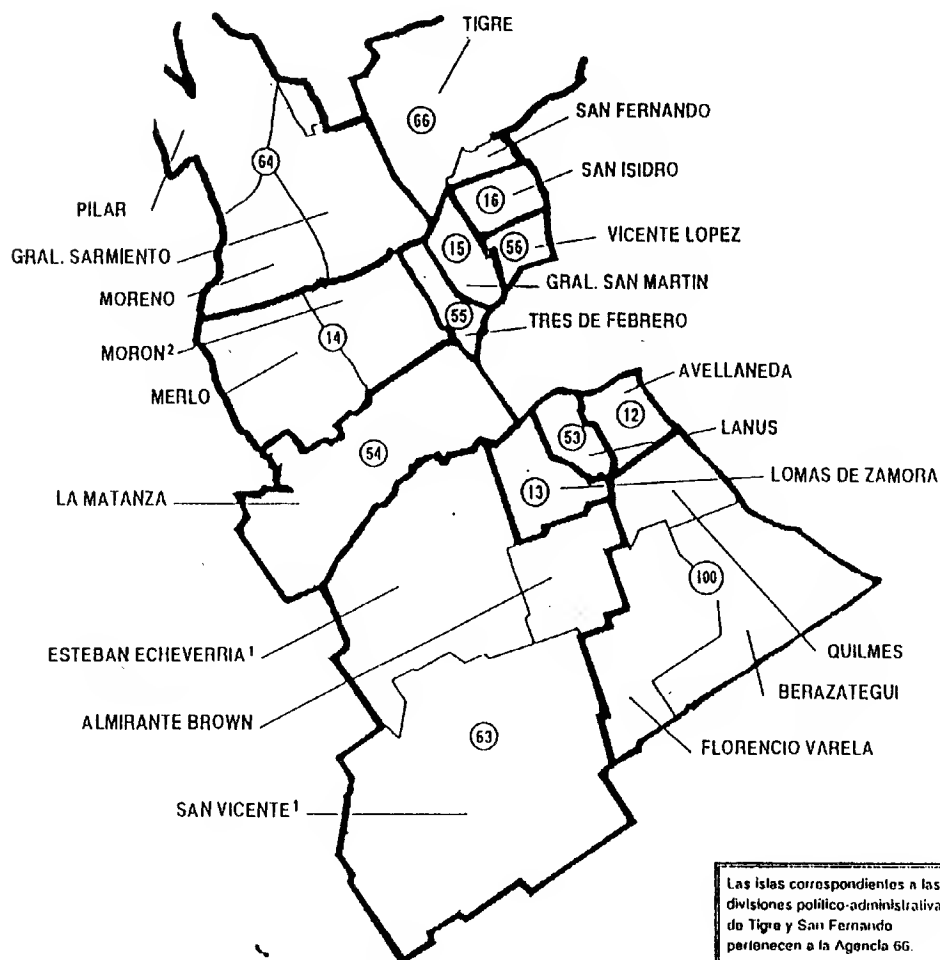 TIGRE
66
SAN FERNANDO
64
SAN ISIDRO
16
PILAR
VICENTE LOPEZ
56
15
GRAL. SARMIENTO
GRAL. SAN MARTIN
MORENO
55
TRES DE FEBRERO
14
MORON²
AVELLANEDA
MERLO
12
LANUS
53
54
LOMAS DE ZAMORA
13
LA MATANZA
100
ESTEBAN ECHEVERRIA¹
QUILMES
BERAZATEGUI
ALMIRANTE BROWN
63
FLORENCIO VARELA
SAN VICENTE¹
Las islas correspondientes a las
divisiones político-administrativa
de Tigre y San Fernando
pertenecen a la Agencia 66.